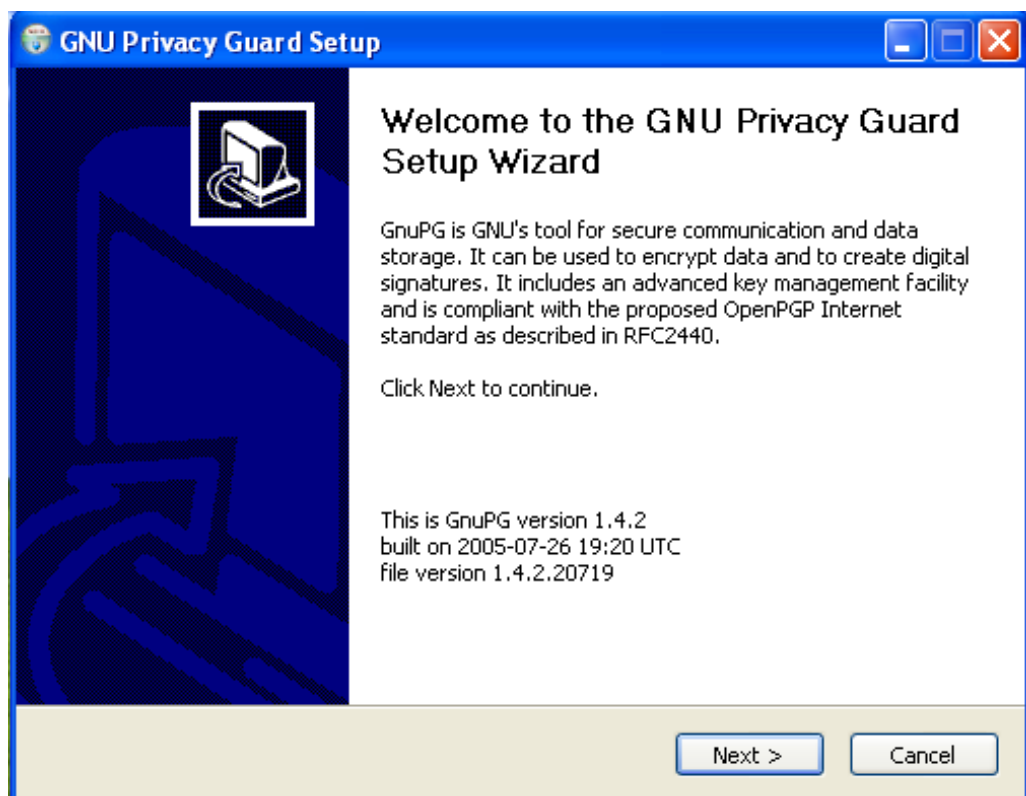 GNU Privacy Guard Setup
Welcome to the GNU Privacy Guard
Setup Wizard
GnuPG is GNU's tool for secure communication and data
storage. It can be used to encrypt data and to create digital
signatures. It includes an advanced key management facility
and is compliant with the proposed OpenPGP Internet
standard as described in RFC2440.
Click Next to continue.
This is GnuPG version 1.4.2
built on 2005-07-26 19:20 UTC
file version 1.4.2.20719
Next >
Cancel